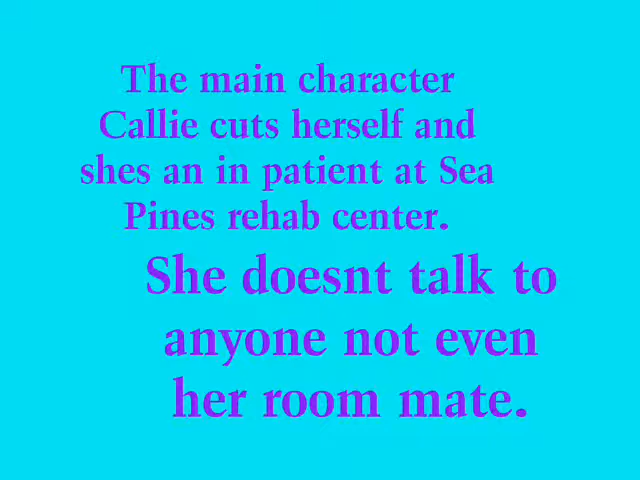 The main character
Callie cuts herself and
shes an in patient at Sea
Pines rehab center.
She doesnt talk to
anyone not even
her room mate.